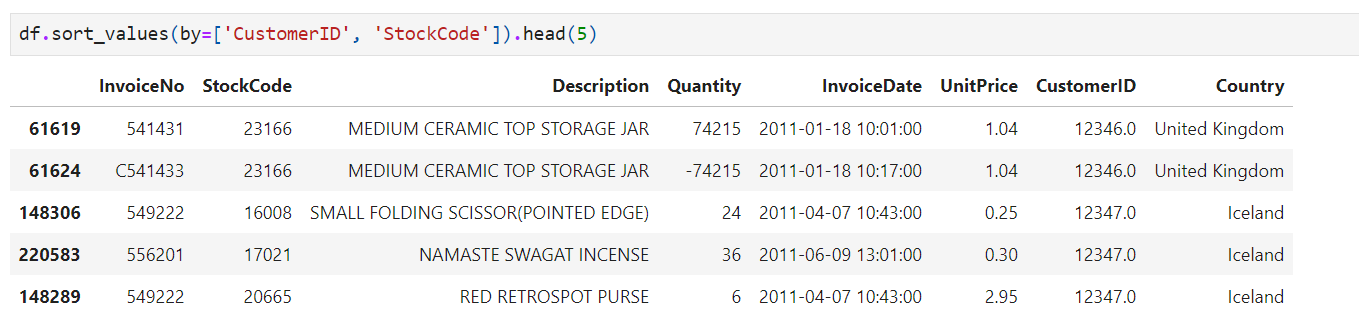 df.sort_values(by=['CustomerID', 'StockCode']).head(5)
InvoiceNo StockCode Description Quantity InvoiceDate UnitPrice CustomerID Country
61619 541431 23166 MEDIUM CERAMIC TOP STORAGE JAR 74215 2011-01-18 10:01:00 1.04 12346.0 United Kingdom
61624 C541433 23166 MEDIUM CERAMIC TOP STORAGE JAR -74215 2011-01-18 10:17:00 1.04 12346.0 United Kingdom
148306 549222 16008 SMALL FOLDING SCISSOR(POINTED EDGE) 24 2011-04-07 10:43:00 0.25 12347.0 Iceland
220583 556201 17021 NAMASTE SWAGAT INCENSE 36 2011-06-09 13:01:00 0.30 12347.0 Iceland
148289 549222 20665 RED RETROSPOT PURSE 6 2011-04-07 10:43:00 2.95 12347.0 Iceland